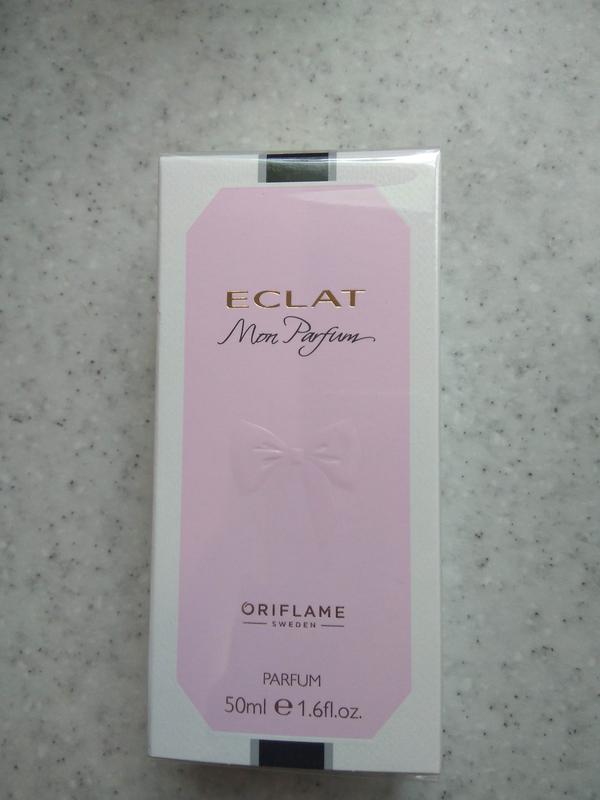 ECLAT
Mon Parfum
ORIFLAME
SWEDEN
PARFUM
50ml ℮ 1.6fl.oz.